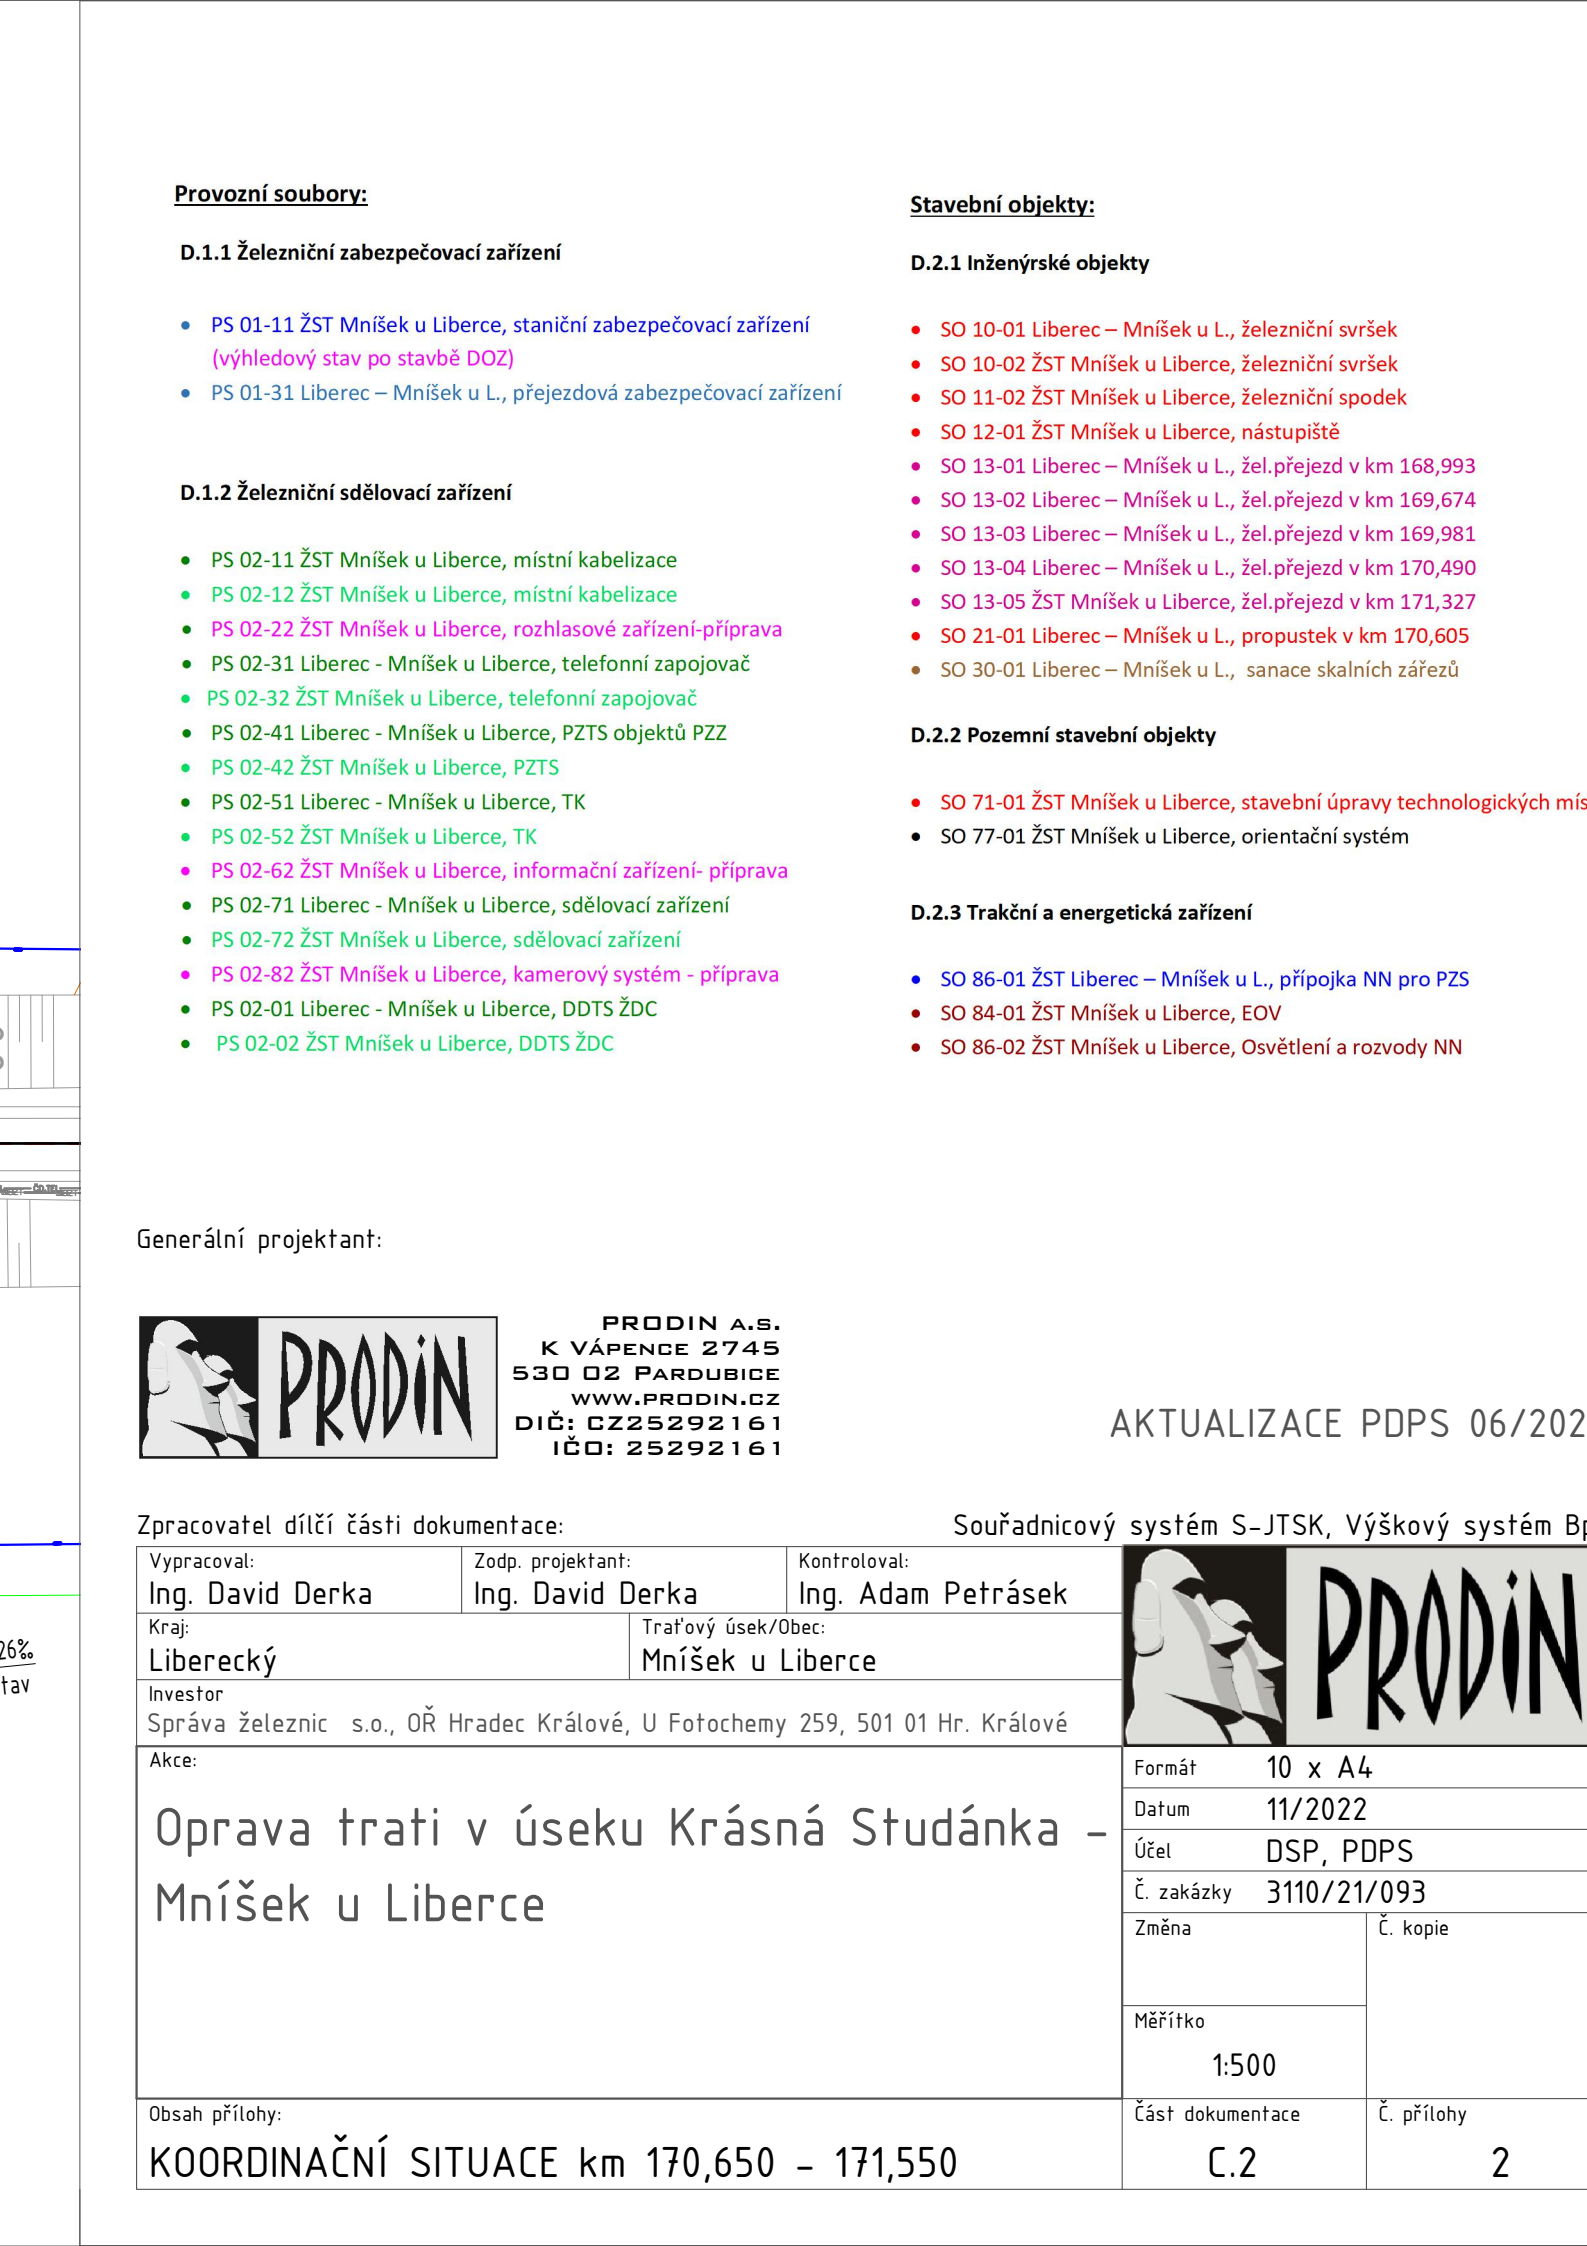 Provozní soubory:
D.1.1 Železniční zabezpečovací zařízení
• PS 01-11 ŽST Mníšek u Liberce, staniční zabezpečovací zařízení
(výhledový stav po stavbě DOZ)
• PS 01-31 Liberec – Mníšek u L., přejezdová zabezpečovací zařízení
D.1.2 Železniční sdělovací zařízení
• PS 02-11 ŽST Mníšek u Liberce, místní kabelizace
• PS 02-12 ŽST Mníšek u Liberce, místní kabelizace
• PS 02-22 ŽST Mníšek u Liberce, rozhlasové zařízení-příprava
• PS 02-31 Liberec - Mníšek u Liberce, telefonní zapojovač
• PS 02-32 ŽST Mníšek u Liberce, telefonní zapojovač
• PS 02-41 Liberec - Mníšek u Liberce, PZTS objektů PZZ
• PS 02-42 ŽST Mníšek u Liberce, PZTS
• PS 02-51 Liberec - Mníšek u Liberce, TK
• PS 02-52 ŽST Mníšek u Liberce, TK
• PS 02-62 ŽST Mníšek u Liberce, informační zařízení- příprava
• PS 02-71 Liberec - Mníšek u Liberce, sdělovací zařízení
• PS 02-72 ŽST Mníšek u Liberce, sdělovací zařízení
• PS 02-82 ŽST Mníšek u Liberce, kamerový systém - příprava
• PS 02-01 Liberec - Mníšek u Liberce, DDTS ŽDC
• PS 02-02 ŽST Mníšek u Liberce, DDTS ŽDC
Stavební objekty:
D.2.1 Inženýrské objekty
• SO 10-01 Liberec – Mníšek u L., železniční svršek
• SO 10-02 ŽST Mníšek u Liberce, železniční svršek
• SO 11-02 ŽST Mníšek u Liberce, železniční spodek
• SO 12-01 ŽST Mníšek u Liberce, nástupiště
• SO 13-01 Liberec – Mníšek u L., žel.přejezd v km 168,993
• SO 13-02 Liberec – Mníšek u L., žel.přejezd v km 169,674
• SO 13-03 Liberec – Mníšek u L., žel.přejezd v km 169,981
• SO 13-04 Liberec – Mníšek u L., žel.přejezd v km 170,490
• SO 13-05 ŽST Mníšek u Liberce, žel.přejezd v km 171,327
• SO 21-01 Liberec – Mníšek u L., propustek v km 170,605
• SO 30-01 Liberec – Mníšek u L., sanace skalních zářezů
D.2.2 Pozemní stavební objekty
• SO 71-01 ŽST Mníšek u Liberce, stavební úpravy technologických mís
• SO 77-01 ŽST Mníšek u Liberce, orientační systém
D.2.3 Trakční a energetická zařízení
• SO 86-01 ŽST Liberec – Mníšek u L., přípojka NN pro PZS
• SO 84-01 ŽST Mníšek u Liberce, EOV
• SO 86-02 ŽST Mníšek u Liberce, Osvětlení a rozvody NN
26‰
tav
Generální projektant:
PRODIN
PRODIN A.S.
K VÁPENCE 2745
530 02 PARDUBICE
WWW.PRODIN.CZ
DIČ: CZ25292161
IČO: 25292161
AKTUALIZACE PDPS 06/202
Zpracovatel dílčí části dokumentace:
Souřadnicový systém S-JTSK, Výškový systém Bp
Vypracoval:
Ing. David Derka
Zodp. projektant:
Ing. David Derka
Kontroloval:
Ing. Adam Petrásek
PRODIN
Kraj:
Liberecký
Traťový úsek/Obec:
Mníšek u Liberce
Investor
Správa železnic s.o., OŘ Hradec Králové, U Fotochemy 259, 501 01 Hr. Králové
Akce:
Oprava trati v úseku Krásná Studánka –
Mníšek u Liberce
Formát 10 x A4
Datum 11/2022
Účel DSP, PDPS
Č. zakázky 3110/21/093
Změna
Č. kopie
Měřítko
1:500
Obsah přílohy:
KOORDINAČNÍ SITUACE km 170,650 – 171,550
Část dokumentace
C.2
Č. přílohy
2